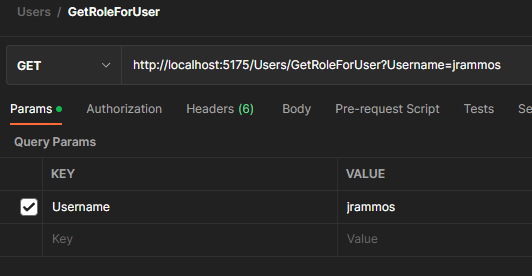 Users / GetRoleForUser
GET http://localhost:5175/Users/GetRoleForUser?Username=jrammos
Params Authorization Headers (6) Body Pre-request Script Tests Se
Query Params
KEY VALUE
Username jrammos
Key Value